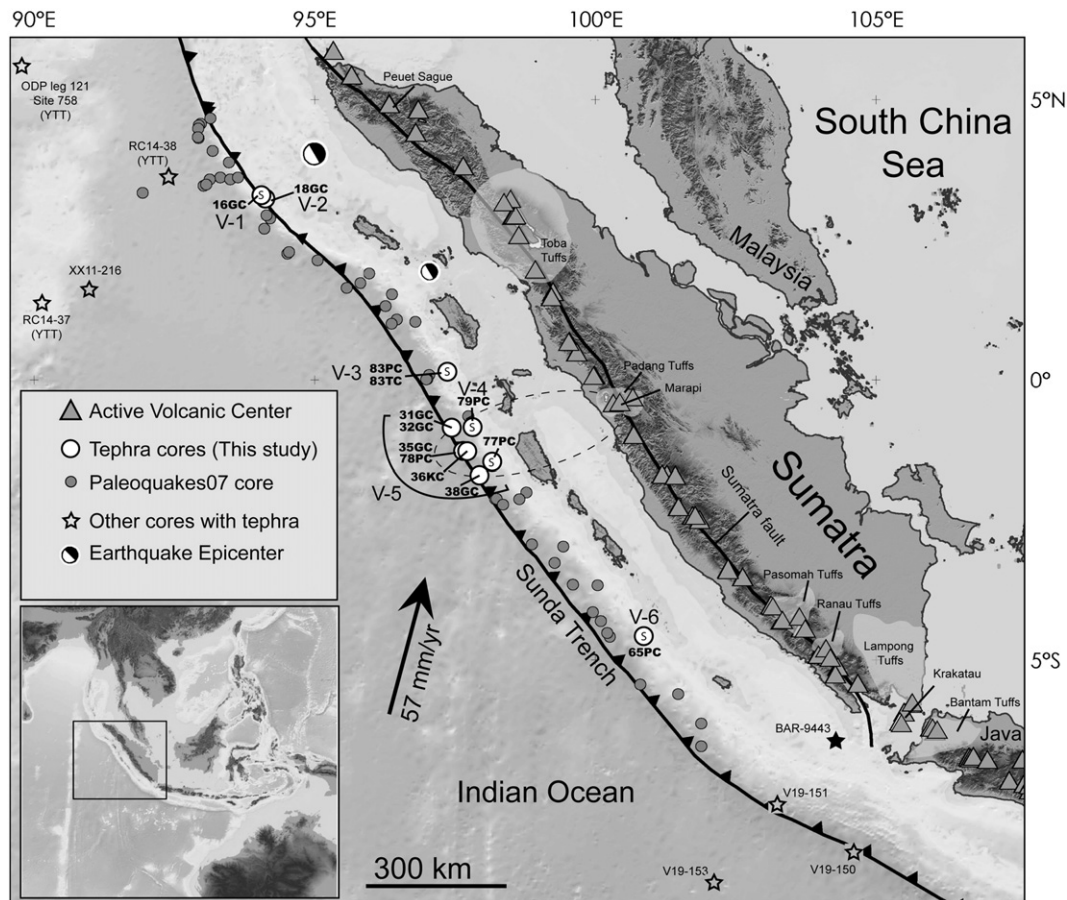 90°E
95°E
100°E
105°E
5°N
0°
5°S
ODP leg 121
Site 758
(YTT)
RC14-38
(YTT)
XX11-216
RC14-37
(YTT)
Peuet Sague
South China
Sea
Malaysia
Toba
Tuffs
18GC
16GC
V-2
V-1
V-3
83PC
83TC
V-4
79PC
31GC
32GC
77PC
35GC
78PC
36KC
38GC
V-5
Padang Tuffs
Marapi
Sumatra
Sumatra fault
Pasomah Tuffs
Ranau Tuffs
Lampong
Tuffs
Krakatau
Bantam Tuffs
Java
V-6
S
65PC
Sunda Trench
57 mm/yr
BAR-9443
V19-151
V19-150
V19-153
Indian Ocean
300 km
Active Volcanic Center
S Tephra cores (This study)
Paleoquakes07 core
Other cores with tephra
Earthquake Epicenter
S
S
S
S